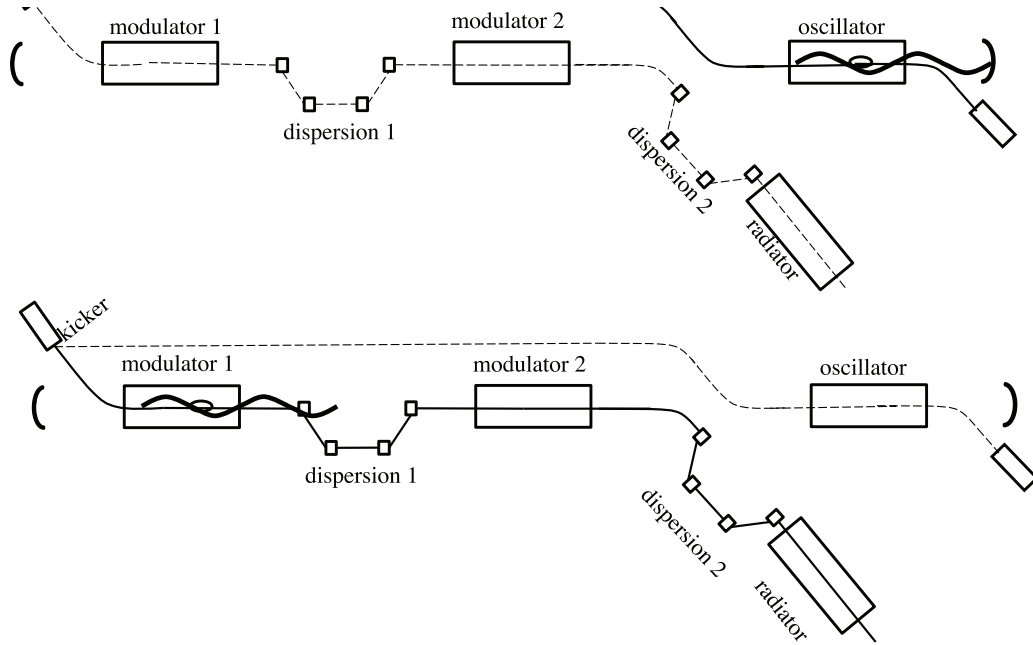 modulator 1
modulator 2
oscillator
dispersion 1
dispersion 2
radiator
kicker
modulator 1
modulator 2
oscillator
dispersion 1
dispersion 2
radiator